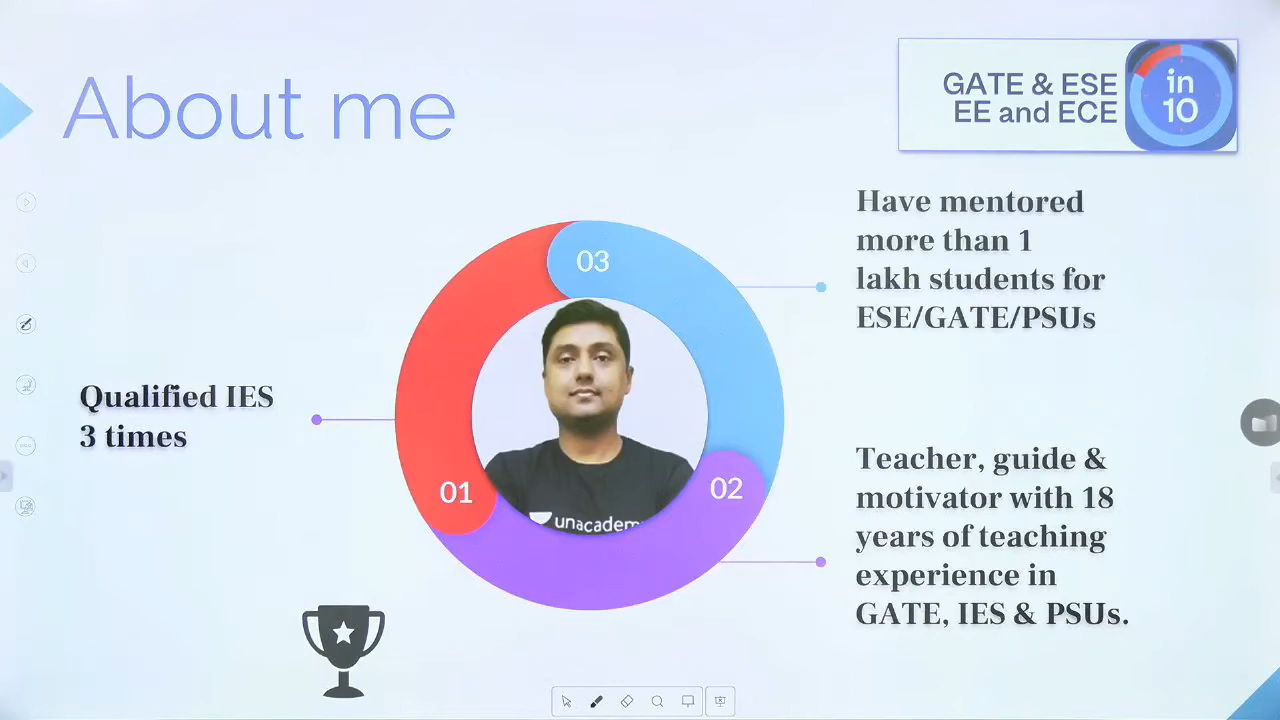 About me
GATE & ESE
EE and ECE
in
10
Have mentored
more than 1
lakh students for
ESE/GATE/PSUs
03
Qualified IES
3 times
01
02
unacadem
Teacher, guide &
motivator with 18
years of teaching
experience in
GATE, IES & PSUs.